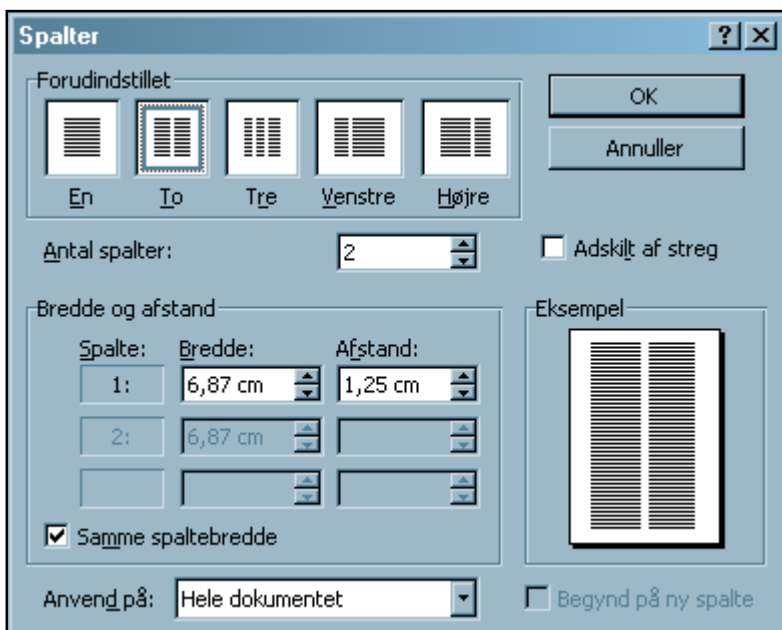 Spalter
Forudindstillet
En To Tre Venstre Højre
OK
Annuller
Antal spalter: 2
Adskilt af streg
Bredde og afstand
Spalte: Bredde: Afstand:
1: 6,87 cm 1,25 cm
2: 6,87 cm
Samme spaltebredde
Eksempel
Anvend på: Hele dokumentet
Begynd på ny spalte